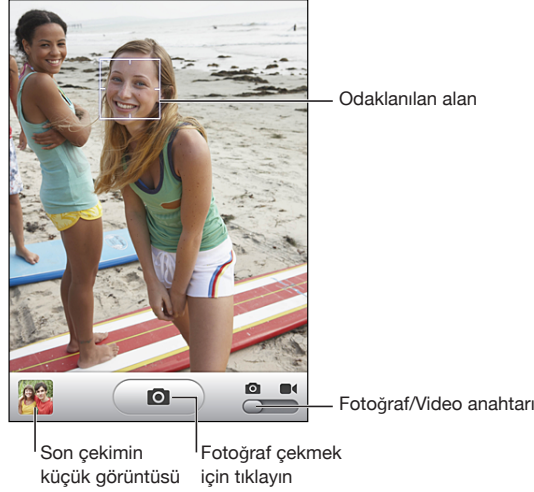 Odaklanılan alan
Fotoğraf/Video anahtarı
Son çekimin
küçük görüntüsü
Fotoğraf çekmek
için tıklayın